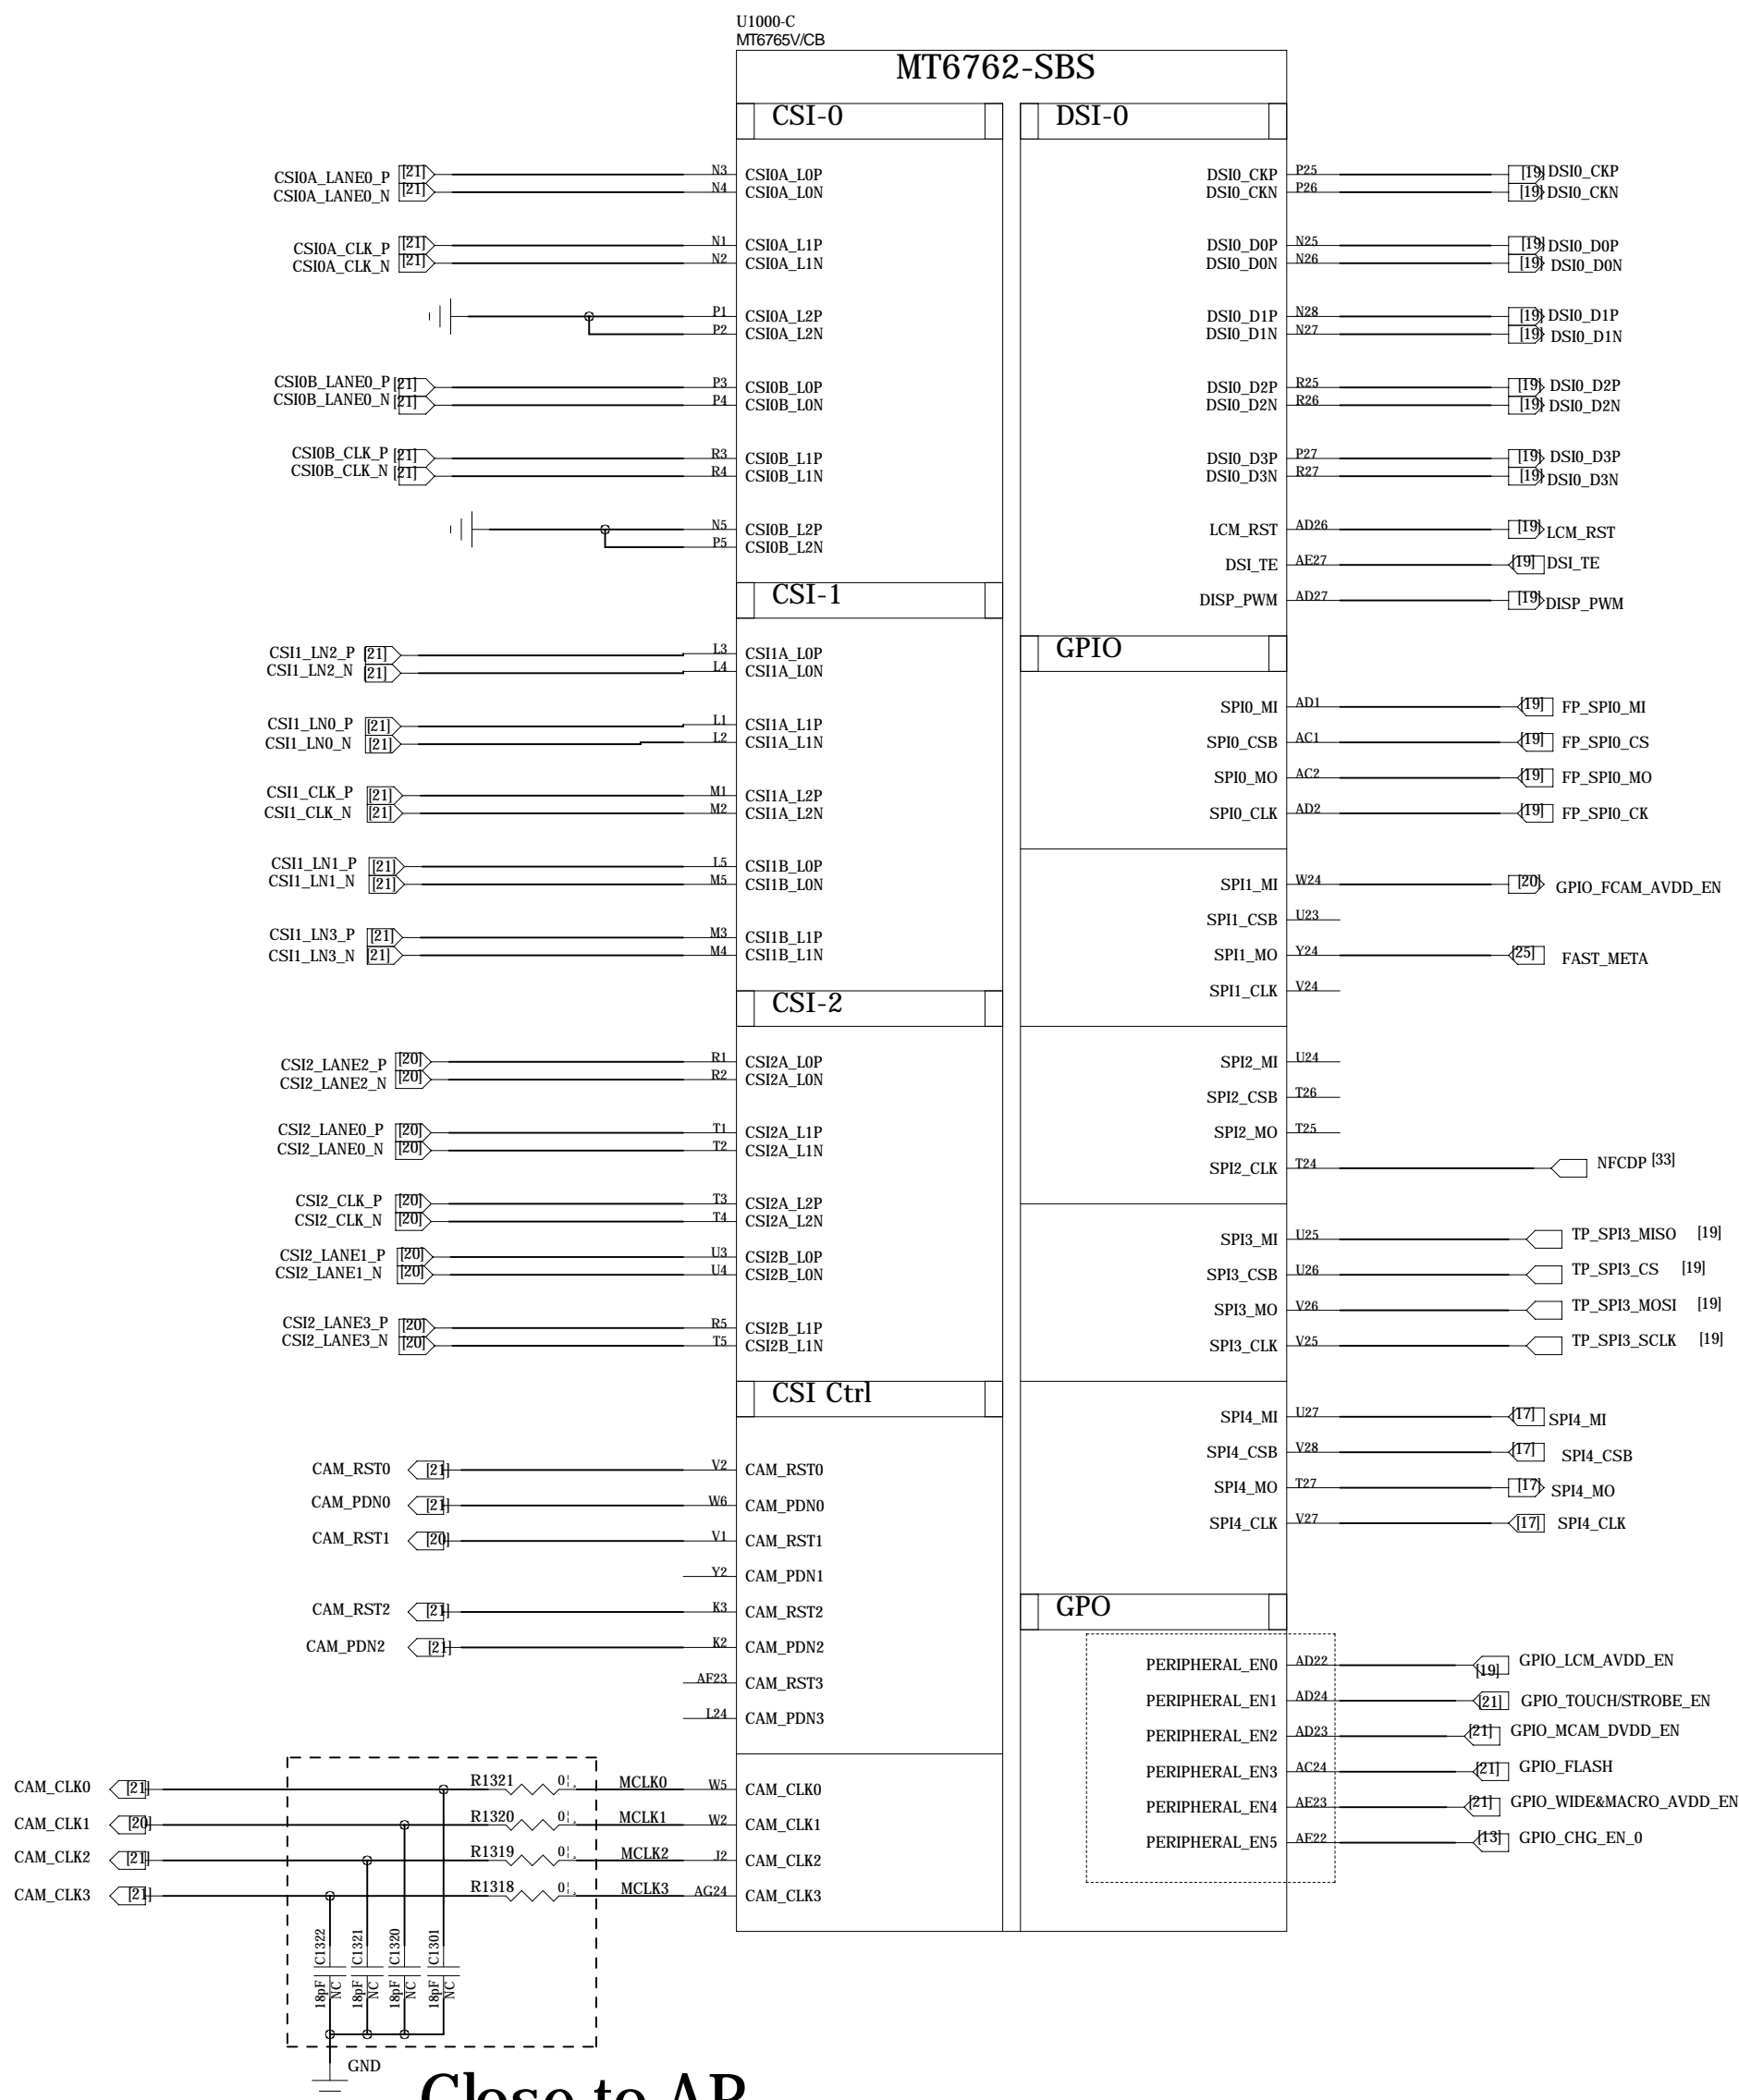 U1000-C
MT6765V/CB
MT6762-SBS
CSI-0
CSI0A_LANE0_P [21] N3 CSI0A_L0P
CSI0A_LANE0_N [21] N4 CSI0A_L0N
CSI0A_CLK_P [21] N1 CSI0A_L1P
CSI0A_CLK_N [21] N2 CSI0A_L1N
P1 CSI0A_L2P
P2 CSI0A_L2N
CSI0B_LANE0_P [21] P3 CSI0B_L0P
CSI0B_LANE0_N [21] P4 CSI0B_L0N
CSI0B_CLK_P [21] R3 CSI0B_L1P
CSI0B_CLK_N [21] R4 CSI0B_L1N
N5 CSI0B_L2P
P5 CSI0B_L2N
CSI-1
CSI1_LN2_P [21] L3 CSI1A_L0P
CSI1_LN2_N [21] L4 CSI1A_L0N
CSI1_LN0_P [21] L1 CSI1A_L1P
CSI1_LN0_N [21] L2 CSI1A_L1N
CSI1_CLK_P [21] M1 CSI1A_L2P
CSI1_CLK_N [21] M2 CSI1A_L2N
CSI1_LN1_P [21] L5 CSI1B_L0P
CSI1_LN1_N [21] M5 CSI1B_L0N
CSI1_LN3_P [21] M3 CSI1B_L1P
CSI1_LN3_N [21] M4 CSI1B_L1N
CSI-2
CSI2_LANE2_P [20] R1 CSI2A_L0P
CSI2_LANE2_N [20] R2 CSI2A_L0N
CSI2_LANE0_P [20] T1 CSI2A_L1P
CSI2_LANE0_N [20] T2 CSI2A_L1N
CSI2_CLK_P [20] T3 CSI2A_L2P
CSI2_CLK_N [20] T4 CSI2A_L2N
CSI2_LANE1_P [20] U3 CSI2B_L0P
CSI2_LANE1_N [20] U4 CSI2B_L0N
CSI2_LANE3_P [20] R5 CSI2B_L1P
CSI2_LANE3_N [20] T5 CSI2B_L1N
CSI Ctrl
CAM_RST0 [21] V2 CAM_RST0
CAM_PDN0 [21] W6 CAM_PDN0
CAM_RST1 [20] V1 CAM_RST1
Y2 CAM_PDN1
CAM_RST2 [21] K3 CAM_RST2
CAM_PDN2 [21] K2 CAM_PDN2
AF23 CAM_RST3
L24 CAM_PDN3
CAM_CLK0 [21] R1321 0 MCLK0 W5 CAM_CLK0
CAM_CLK1 [20] R1320 0 MCLK1 W2 CAM_CLK1
CAM_CLK2 [21] R1319 0 MCLK2 J2 CAM_CLK2
CAM_CLK3 [21] R1318 0 MCLK3 AG24 CAM_CLK3
C1322 18pF NC
C1321 18pF NC
C1320 18pF NC
C1301 18pF NC
GND
Close to AP
DSI-0
DSI0_CKP P25 [19] DSI0_CKP
DSI0_CKN P26 [19] DSI0_CKN
DSI0_D0P N25 [19] DSI0_D0P
DSI0_D0N N26 [19] DSI0_D0N
DSI0_D1P N28 [19] DSI0_D1P
DSI0_D1N N27 [19] DSI0_D1N
DSI0_D2P R25 [19] DSI0_D2P
DSI0_D2N R26 [19] DSI0_D2N
DSI0_D3P P27 [19] DSI0_D3P
DSI0_D3N R27 [19] DSI0_D3N
LCM_RST AD26 [19] LCM_RST
DSI_TE AE27 [19] DSI_TE
DISP_PWM AD27 [19] DISP_PWM
GPIO
SPI0_MI AD1 [19] FP_SPI0_MI
SPI0_CSB AC1 [19] FP_SPI0_CS
SPI0_MO AC2 [19] FP_SPI0_MO
SPI0_CLK AD2 [19] FP_SPI0_CK
SPI1_MI W24 [20] GPIO_FCAM_AVDD_EN
SPI1_CSB U23
SPI1_MO Y24 [25] FAST_META
SPI1_CLK V24
SPI2_MI U24
SPI2_CSB T26
SPI2_MO T25
SPI2_CLK T24 NFCDP [33]
SPI3_MI U25 TP_SPI3_MISO [19]
SPI3_CSB U26 TP_SPI3_CS [19]
SPI3_MO V26 TP_SPI3_MOSI [19]
SPI3_CLK V25 TP_SPI3_SCLK [19]
SPI4_MI U27 [17] SPI4_MI
SPI4_CSB V28 [17] SPI4_CSB
SPI4_MO T27 [17] SPI4_MO
SPI4_CLK V27 [17] SPI4_CLK
GPO
PERIPHERAL_EN0 AD22 [19] GPIO_LCM_AVDD_EN
PERIPHERAL_EN1 AD24 [21] GPIO_TOUCH/STROBE_EN
PERIPHERAL_EN2 AD23 [21] GPIO_MCAM_DVDD_EN
PERIPHERAL_EN3 AC24 [21] GPIO_FLASH
PERIPHERAL_EN4 AE23 [21] GPIO_WIDE&MACRO_AVDD_EN
PERIPHERAL_EN5 AE22 [13] GPIO_CHG_EN_0